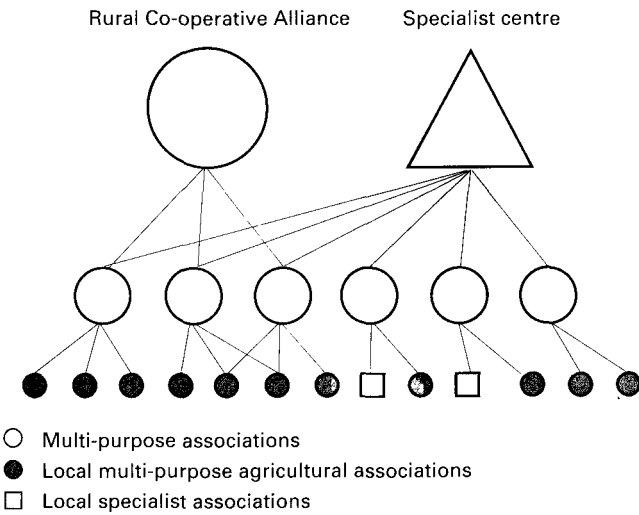 Rural Co-operative Alliance
Specialist centre
Multi-purpose associations
Local multi-purpose agricultural associations
Local specialist associations